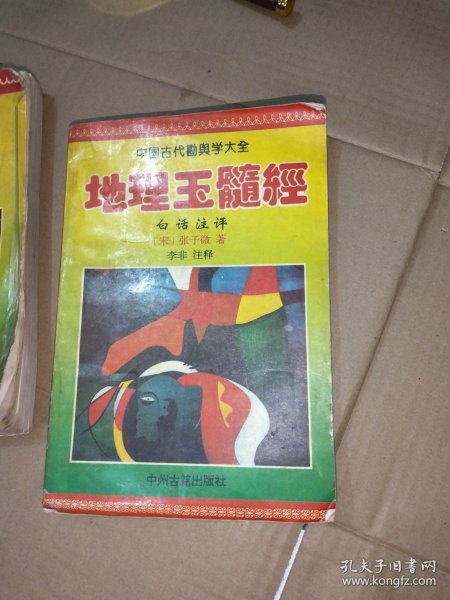 中国古代勘舆学大全
地理玉髓經
白话注评
〔宋〕张子微 著
李非 注释
中州古籍出版社
孔夫子旧书网
www.kongfz.com